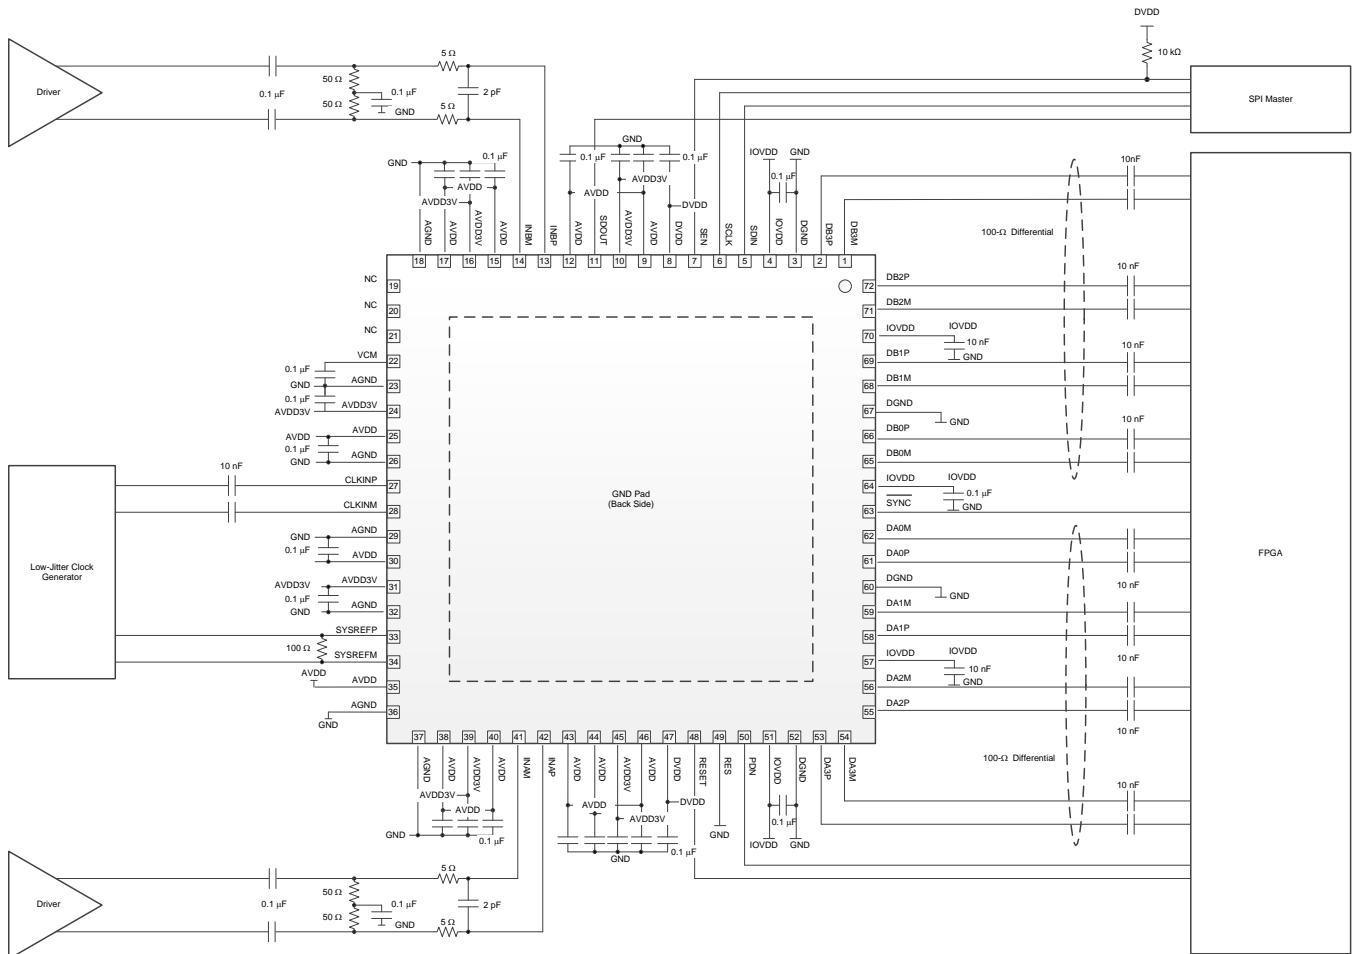 DVDD
10 kΩ
SPI Master
Driver
0.1 μF
50 Ω
50 Ω
0.1 μF
GND
5 Ω
5 Ω
2 pF
GND
0.1 μF
AVDD
AVDD3V
GND
0.1 μF
0.1 μF
AVDD3V
AVDD
DVDD
IOVDD
GND
0.1 μF
AGND
AVDD
AVDD3V
AVDD
INBM
INBP
AVDD
SDOUT
AVDD3V
AVDD
DVDD
SEN
SCLK
SDIN
IOVDD
DGND
DB3P
DB3M
18
17
16
15
14
13
12
11
10
9
8
7
6
5
4
3
2
1
10nF
100-Ω Differential
NC
19
NC
20
NC
21
VCM
22
0.1 μF
GND
AGND
23
0.1 μF
AVDD3V
AVDD3V
24
AVDD
AVDD
25
0.1 μF
GND
AGND
26
10 nF
CLKINP
27
CLKINM
28
GND
AGND
29
0.1 μF
AVDD
30
AVDD3V
AVDD3V
31
0.1 μF
GND
AGND
32
SYSREFP
33
100 Ω
SYSREFM
34
AVDD
AVDD
35
AGND
36
GND
Low-Jitter Clock
Generator
GND Pad
(Back Side)
72
DB2P
10 nF
71
DB2M
70
IOVDD
IOVDD
10 nF
GND
69
DB1P
10 nF
68
DB1M
67
DGND
GND
66
DB0P
10 nF
65
DB0M
64
IOVDD
IOVDD
0.1 μF
GND
63
SYNC
62
DA0M
61
DA0P
10 nF
60
DGND
GND
59
DA1M
58
DA1P
10 nF
57
IOVDD
IOVDD
10 nF
GND
56
DA2M
55
DA2P
10 nF
FPGA
100-Ω Differential
10 nF
37
38
39
40
41
42
43
44
45
46
47
48
49
50
51
52
53
54
AGND
AVDD
AVDD3V
AVDD
INAM
INAP
AVDD
AVDD
AVDD3V
AVDD
DVDD
RESET
RES
PDN
IOVDD
DGND
DA3P
DA3M
AVDD3V
AVDD
GND
0.1 μF
AVDD
AVDD3V
DVDD
GND
0.1 μF
GND
0.1 μF
IOVDD
GND
Driver
0.1 μF
50 Ω
50 Ω
0.1 μF
GND
5 Ω
5 Ω
2 pF